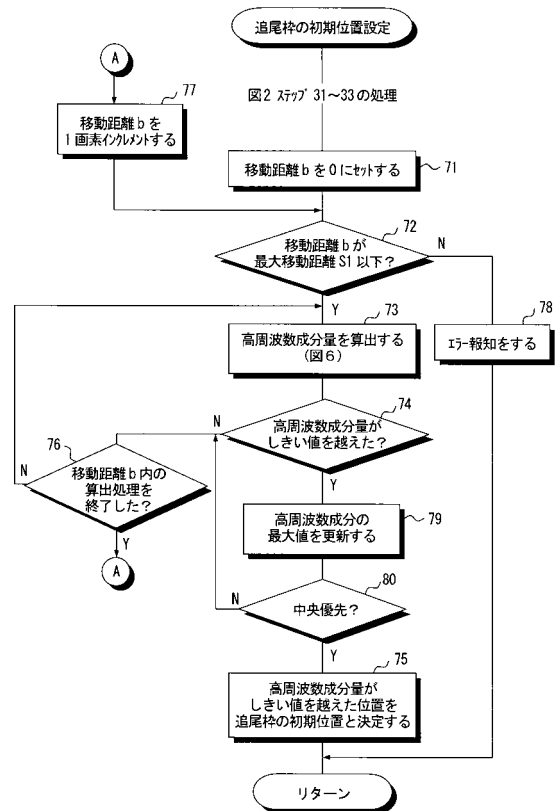 追尾枠の初期位置設定
A
77
移動距離bを
1画素インクレメントする
図2 ステップ31~33の処理
移動距離bを0にセットする
71
72
移動距離bが
最大移動距離S1以下?
N
Y
73
高周波数成分量を算出する
(図6)
78
エラー報知をする
74
高周波数成分量が
しきい値を越えた?
N
Y
76
移動距離b内の
算出処理を
終了した?
N
Y
A
79
高周波数成分の
最大値を更新する
80
中央優先?
N
Y
75
高周波数成分量が
しきい値を越えた位置を
追尾枠の初期位置と決定する
リターン